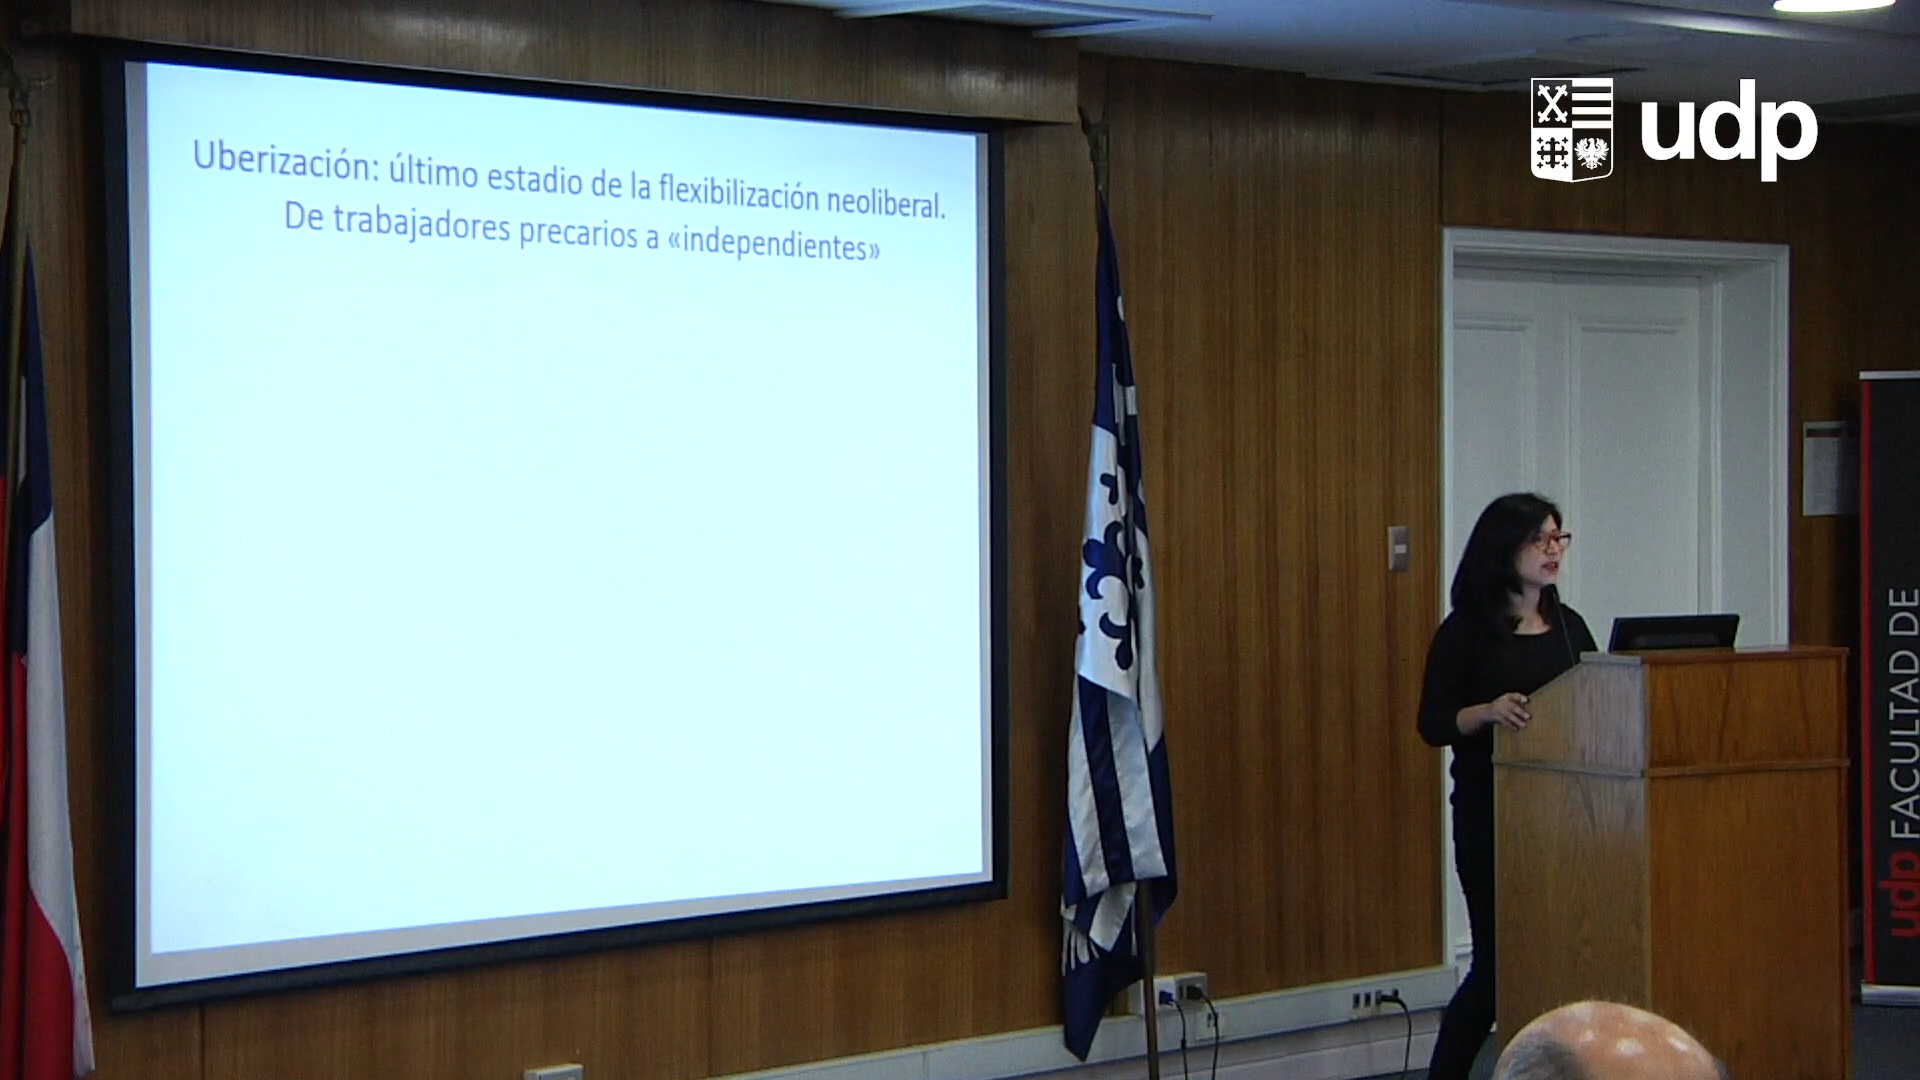 Uberización: último estadio de la flexibilización neoliberal.
De trabajadores precarios a «independientes»
udp
udp FACULTAD DE